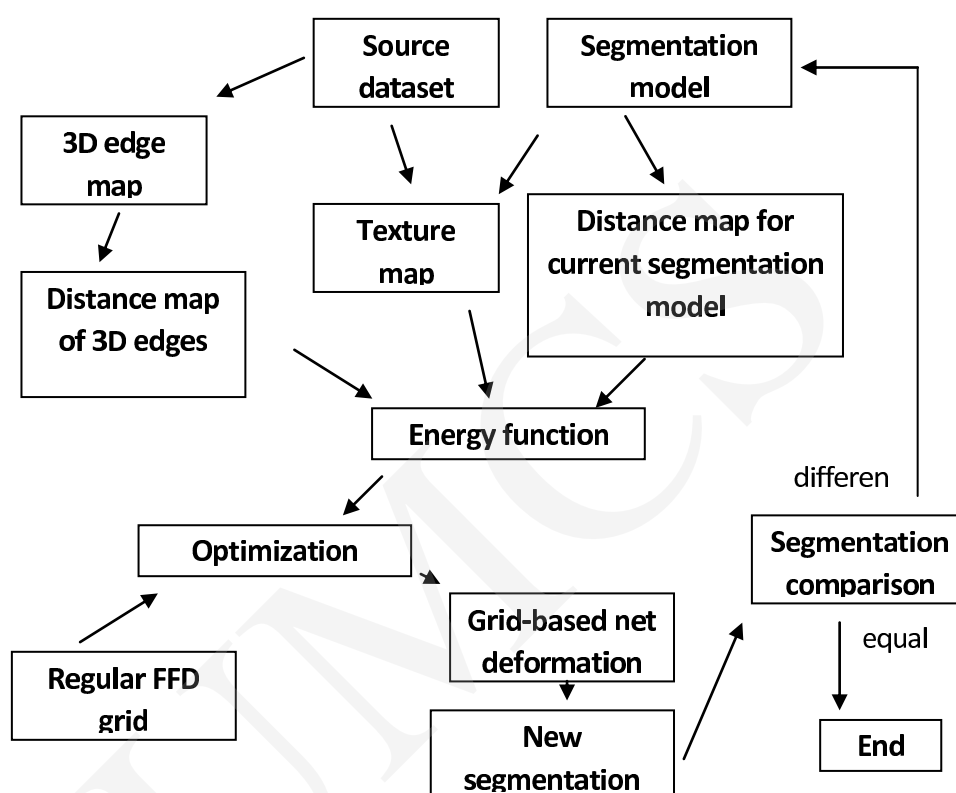 Source
dataset
Segmentation
model
3D edge
map
Texture
map
Distance map for
current segmentation
model
Distance map
of 3D edges
Energy function
differen
Optimization
Segmentation
comparison
Grid-based net
deformation
equal
Regular FFD
grid
New
segmentation
End
UMCS